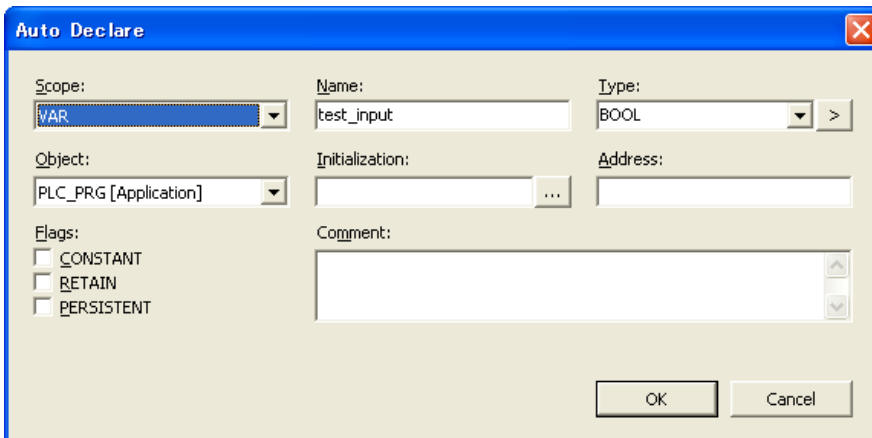 Auto Declare
Scope: Name: Type:
VAR test_input BOOL >
Object: Initialization: Address:
PLC_PRG [Application] ...
Flags: Comment:
CONSTANT
RETAIN
PERSISTENT
OK Cancel